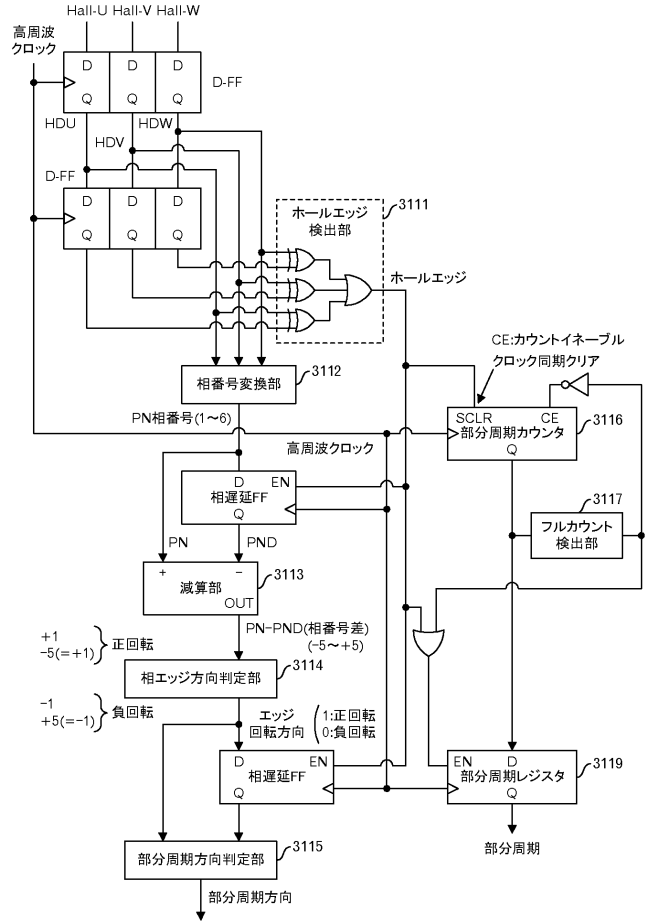 Hall-U Hall-V Hall-W
高周波
クロック
D D D
D-FF
Q Q Q
HDU
HDV
HDW
D-FF
D D D
Q Q Q
3111
ホールエッジ
検出部
ホールエッジ
CE:カウントイネーブル
クロック同期クリア
相番号変換部
3112
PN相番号(1〜6)
高周波クロック
SCLR CE
部分周期カウンタ
Q
3116
D EN
相遅延FF
Q
3117
フルカウント
検出部
PN
PND
+ −
減算部
OUT
3113
PN-PND(相番号差)
(-5〜+5)
+1
-5(=+1)
正回転
相エッジ方向判定部
3114
-1
+5(=-1)
負回転
エッジ
回転方向
1:正回転
0:負回転
D EN
相遅延FF
Q
EN D
部分周期レジスタ
Q
3119
部分周期
部分周期方向判定部
3115
部分周期方向